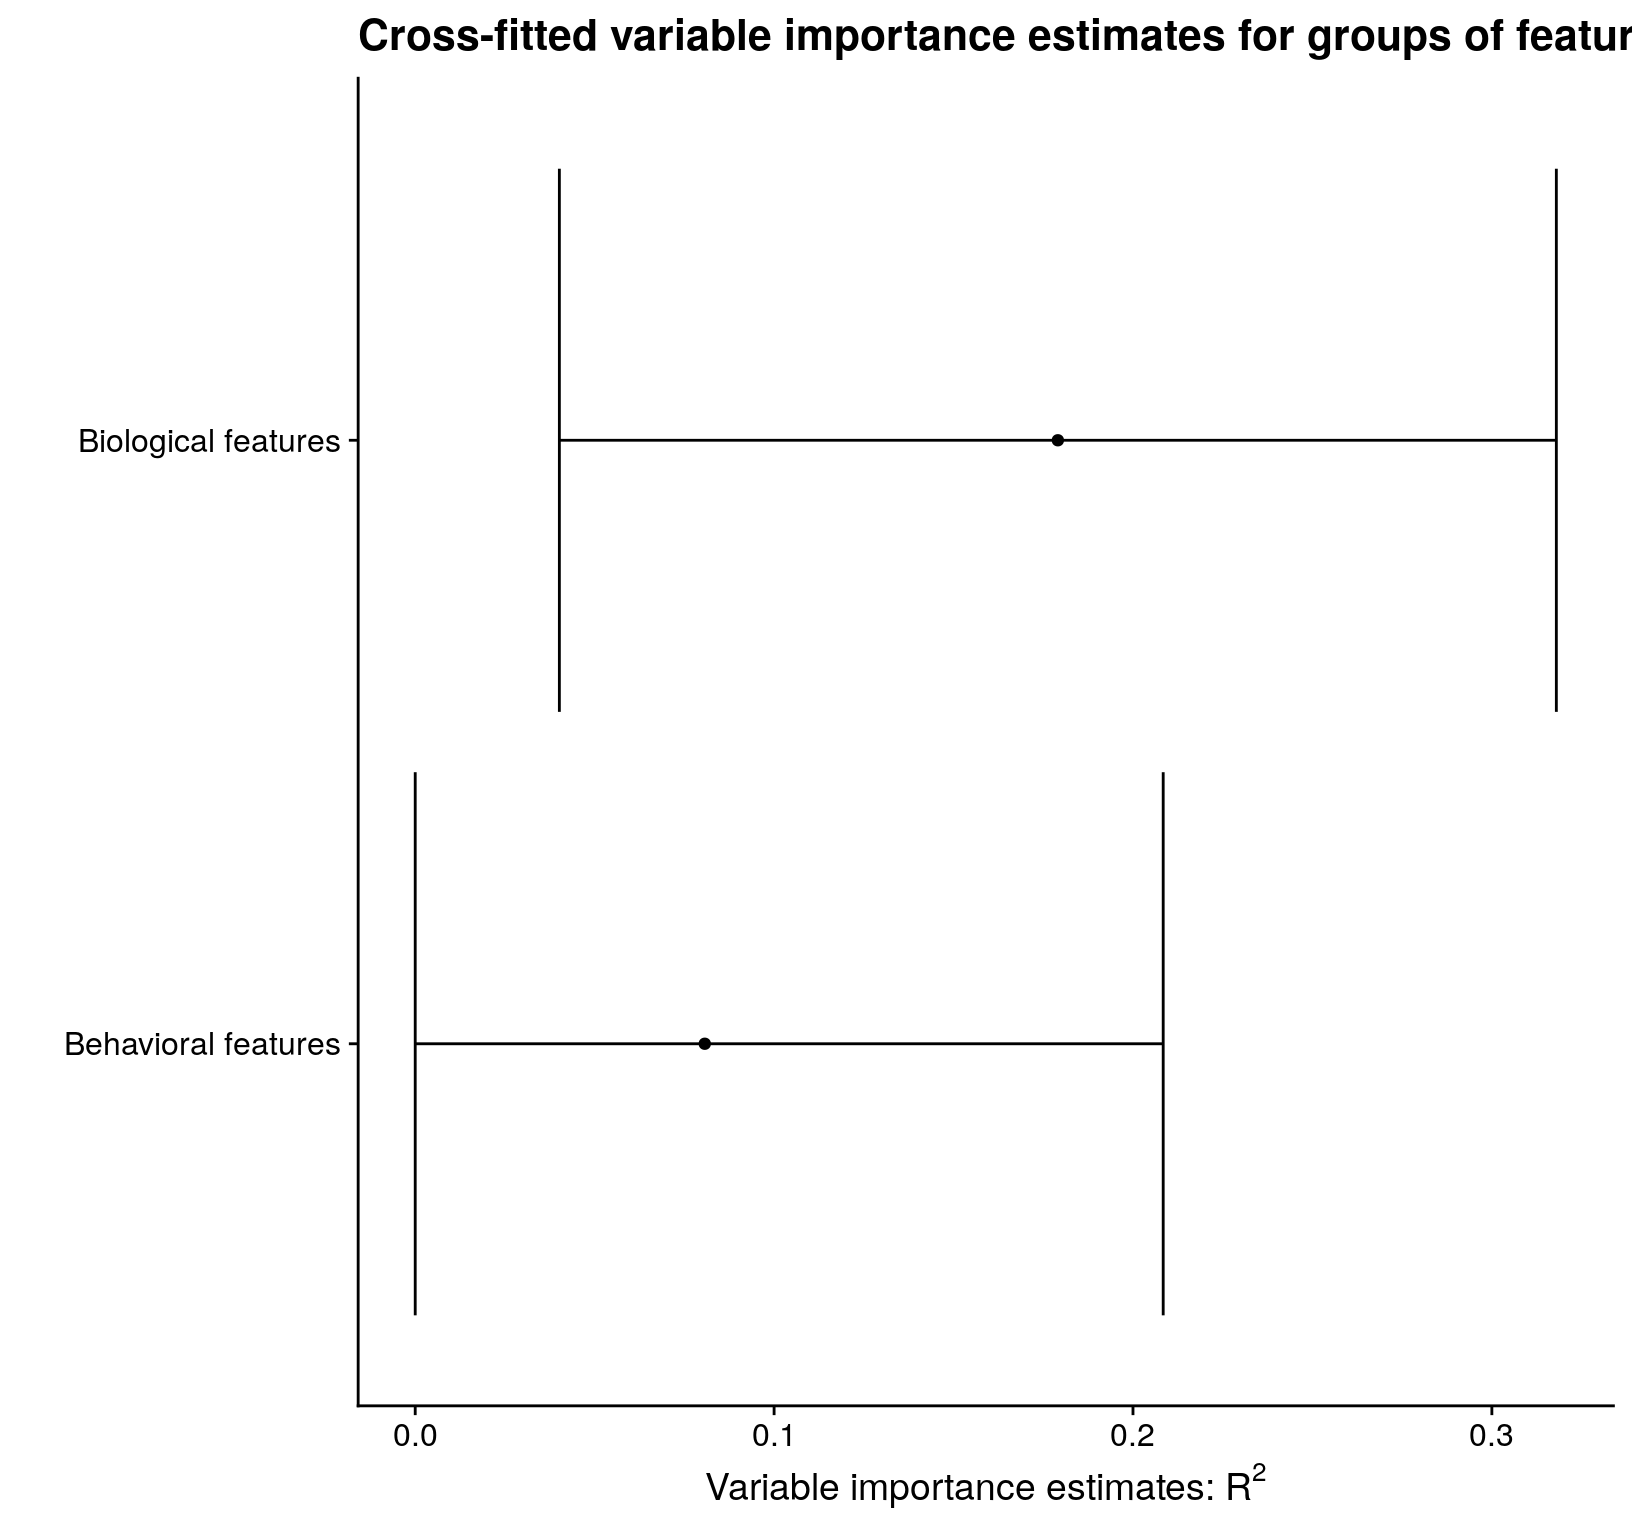 Cross-fitted variable importance estimates for groups of featur
Biological features
Behavioral features
0.0 0.1 0.2 0.3
Variable importance estimates: R²